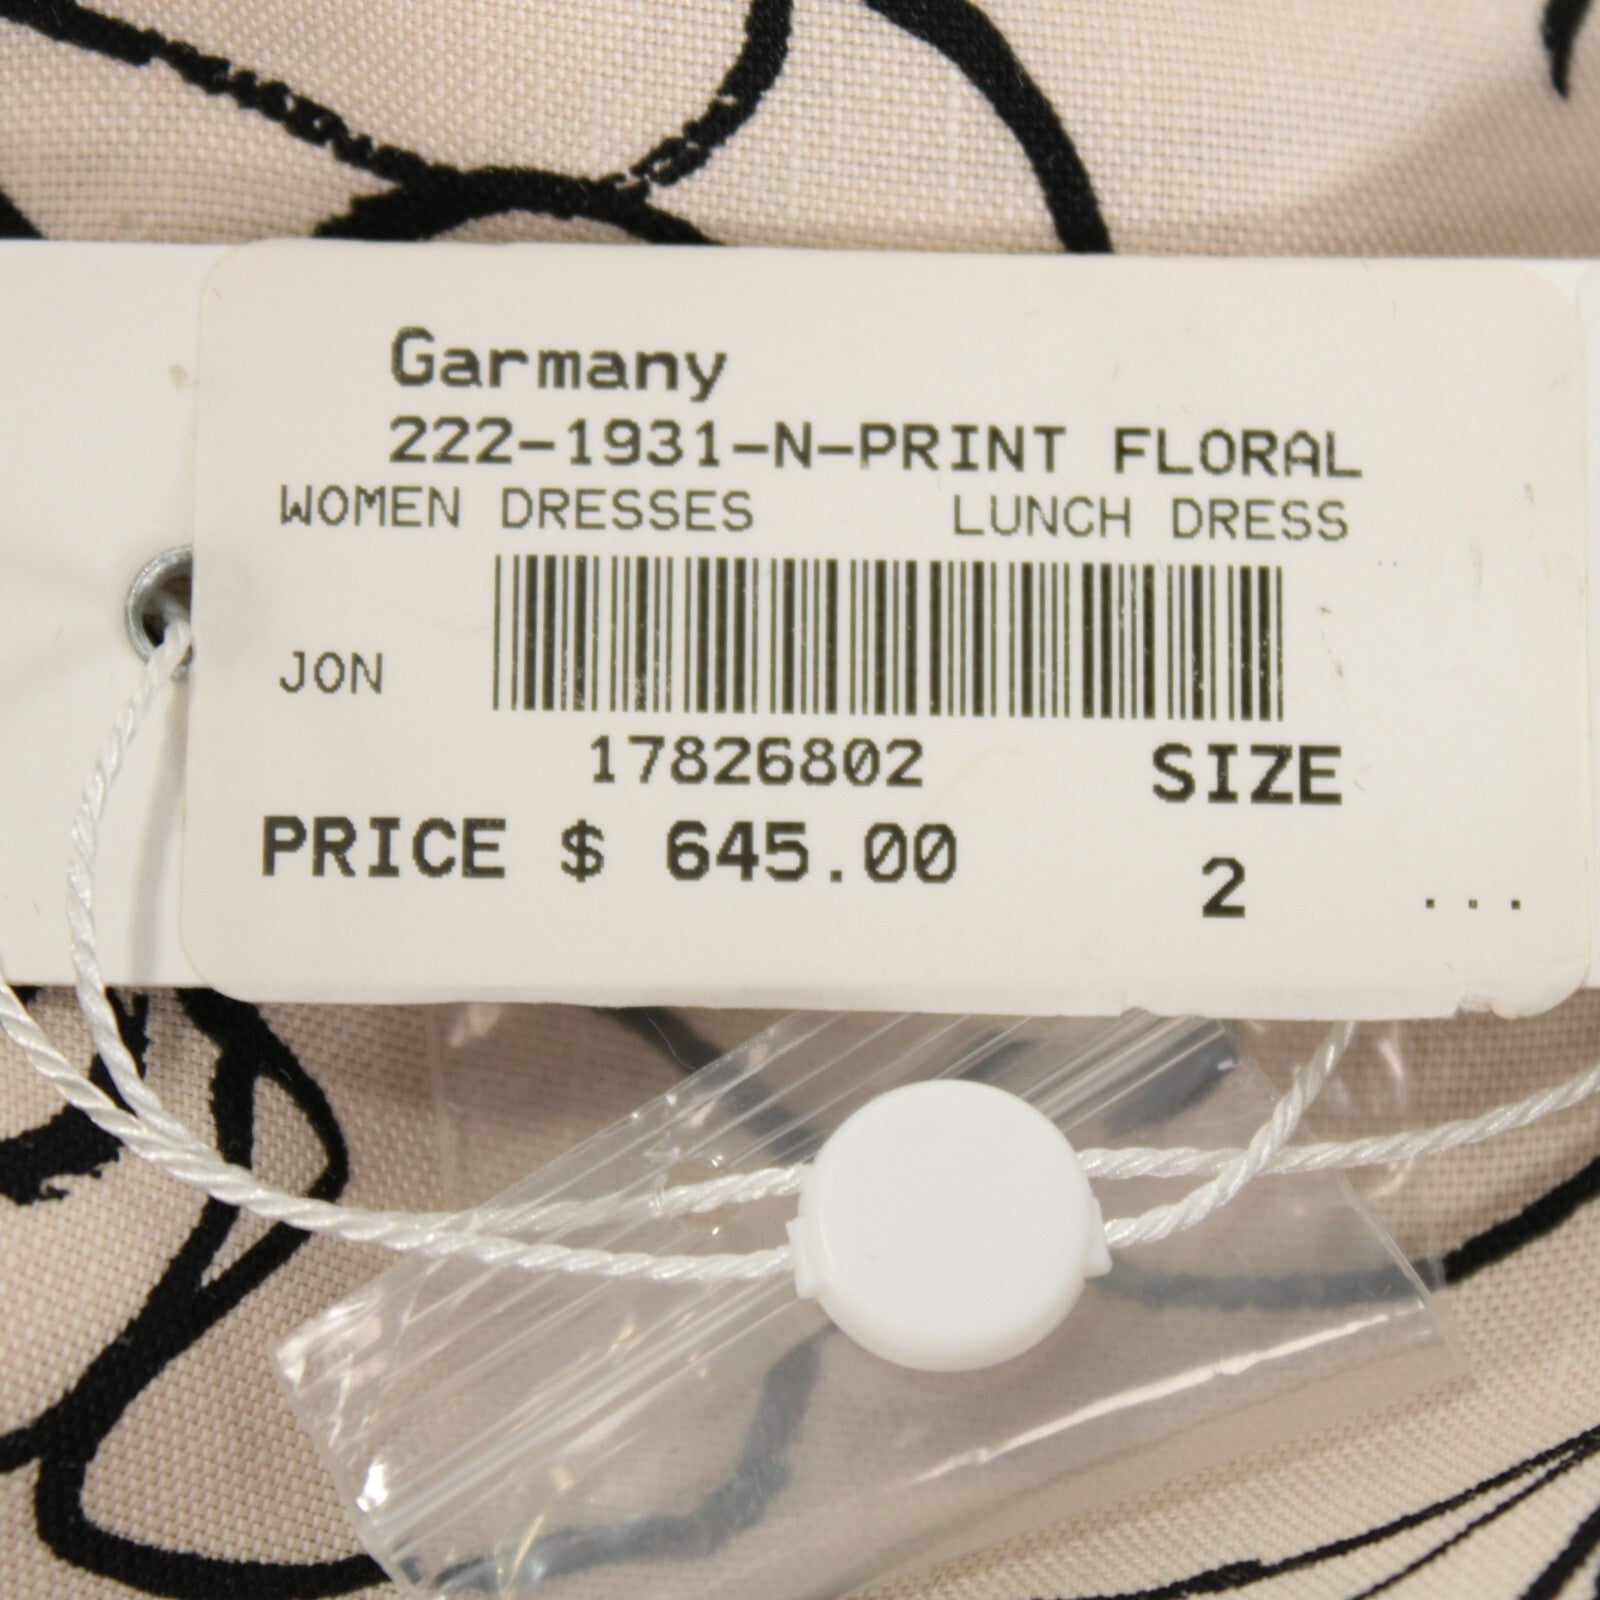 Garmany
222-1931-N-PRINT FLORAL
WOMEN DRESSES LUNCH DRESS
JON
17826802 SIZE
PRICE $ 645.00 2 ...